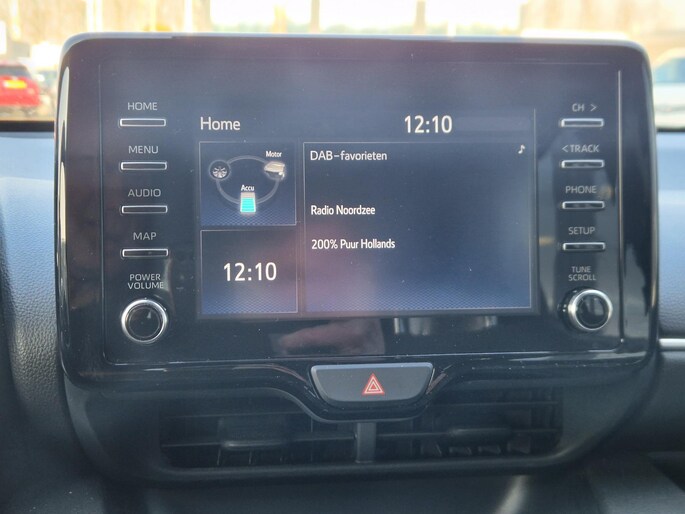 HOME
MENU
AUDIO
MAP
POWER
VOLUME
Home 12:10
Motor
Accu
12:10
DAB-favorieten
Radio Noordzee
200% Puur Hollands
CH >
<TRACK
PHONE
SETUP
TUNE
SCROLL